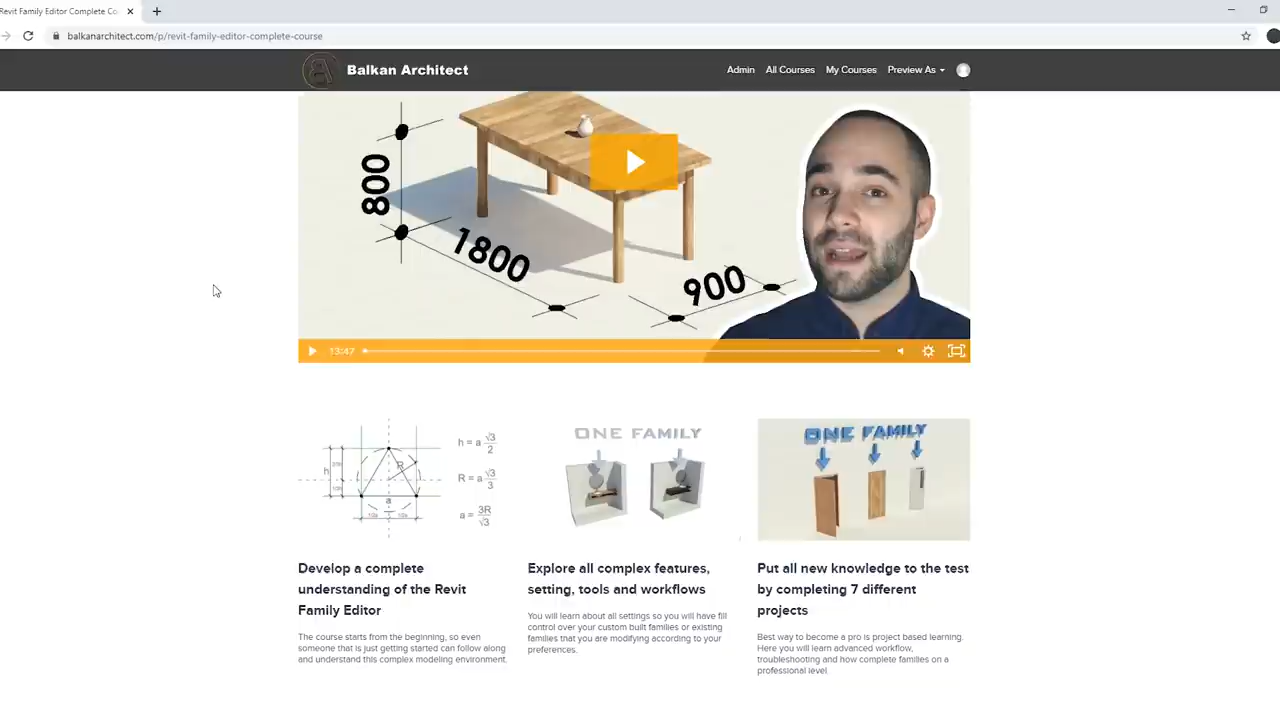 Revit Family Editor Complete Co
balkanarchitect.com/p/revit-family-editor-complete-course
Balkan Architect
Admin
All Courses
My Courses
Preview As
800
1800
900
13:47
h = a √3/2
R = a √3/3
a = 3R/√3
h
R
a
1/2a
1/2a
ONE FAMILY
ONE FAMILY
Develop a complete
understanding of the Revit
Family Editor
The course starts from the beginning, so even
someone that is just getting started can follow along
and understand this complex modeling environment.
Explore all complex features,
setting, tools and workflows
You will learn about all settings so you will have fill
control over your custom built families or existing
families that you are modifying according to your
preferences.
Put all new knowledge to the test
by completing 7 different
projects
Best way to become a pro is project based learning.
Here you will learn advanced workflow,
troubleshooting and how complete families on a
professional level.